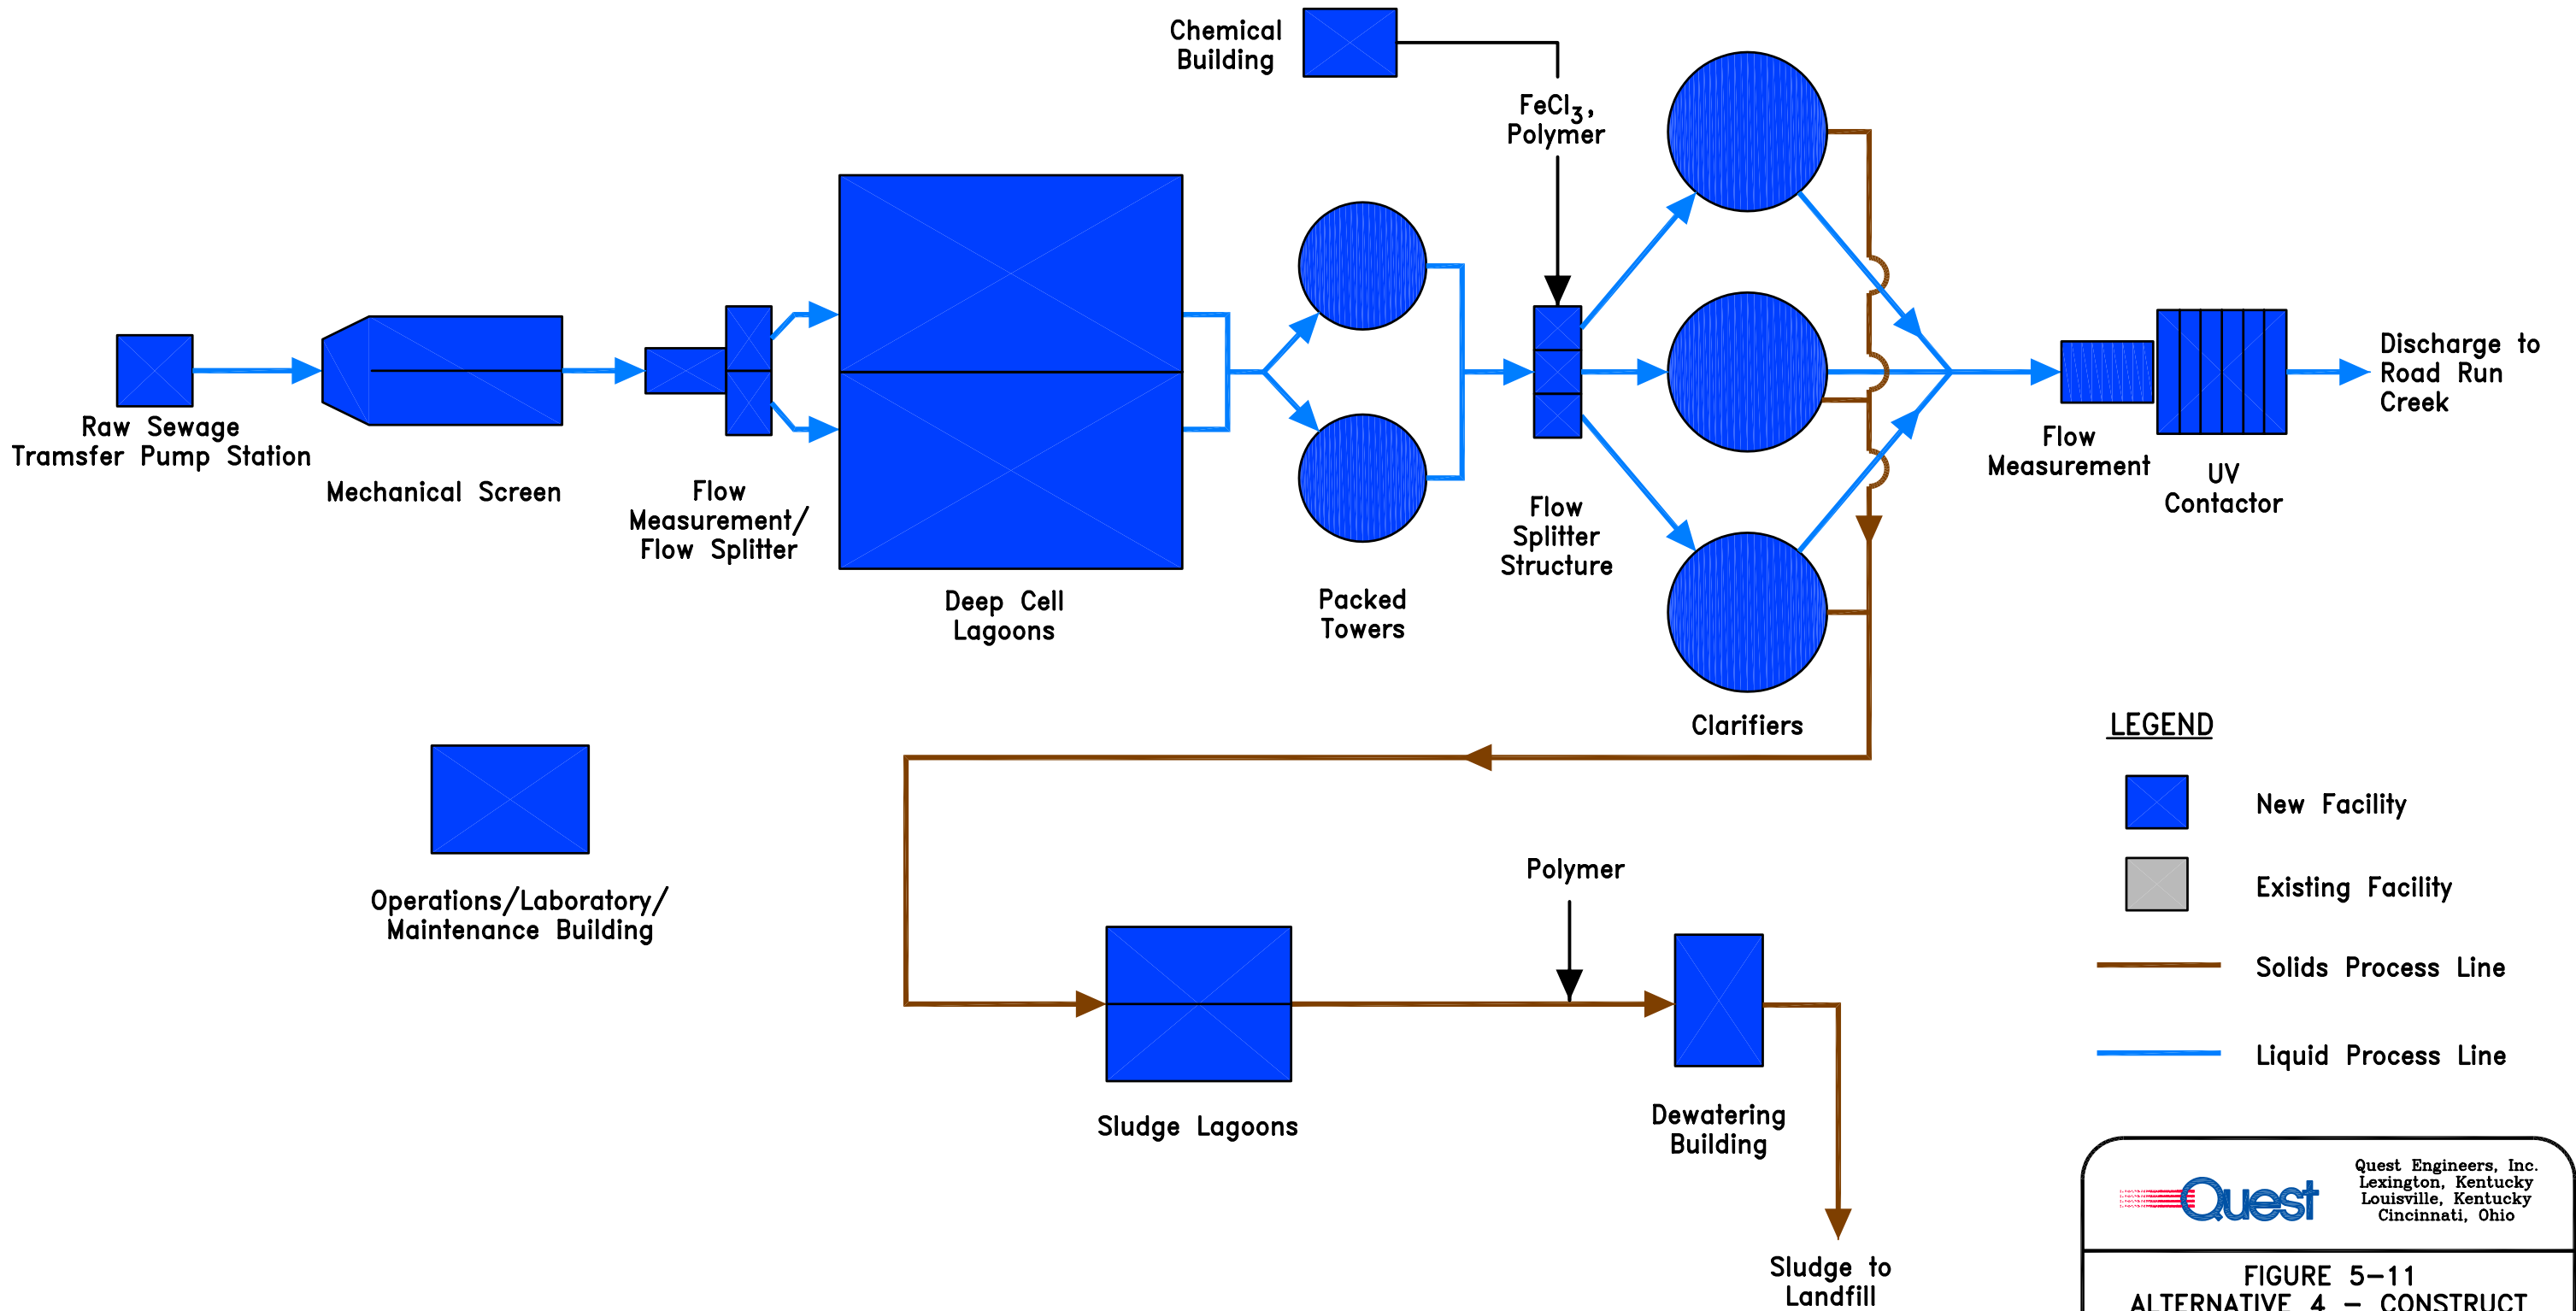 Chemical
Building
FeCl3,
Polymer
Raw Sewage
Tramsfer Pump Station
Mechanical Screen
Flow
Measurement/
Flow Splitter
Deep Cell
Lagoons
Packed
Towers
Flow
Splitter
Structure
Clarifiers
Flow
Measurement
UV
Contactor
Discharge to
Road Run
Creek
Operations/Laboratory/
Maintenance Building
Polymer
Sludge Lagoons
Dewatering
Building
Sludge to
Landfill
LEGEND
New Facility
Existing Facility
Solids Process Line
Liquid Process Line
Quest
Quest Engineers, Inc.
Lexington, Kentucky
Louisville, Kentucky
Cincinnati, Ohio
FIGURE 5-11
ALTERNATIVE 4 - CONSTRUCT